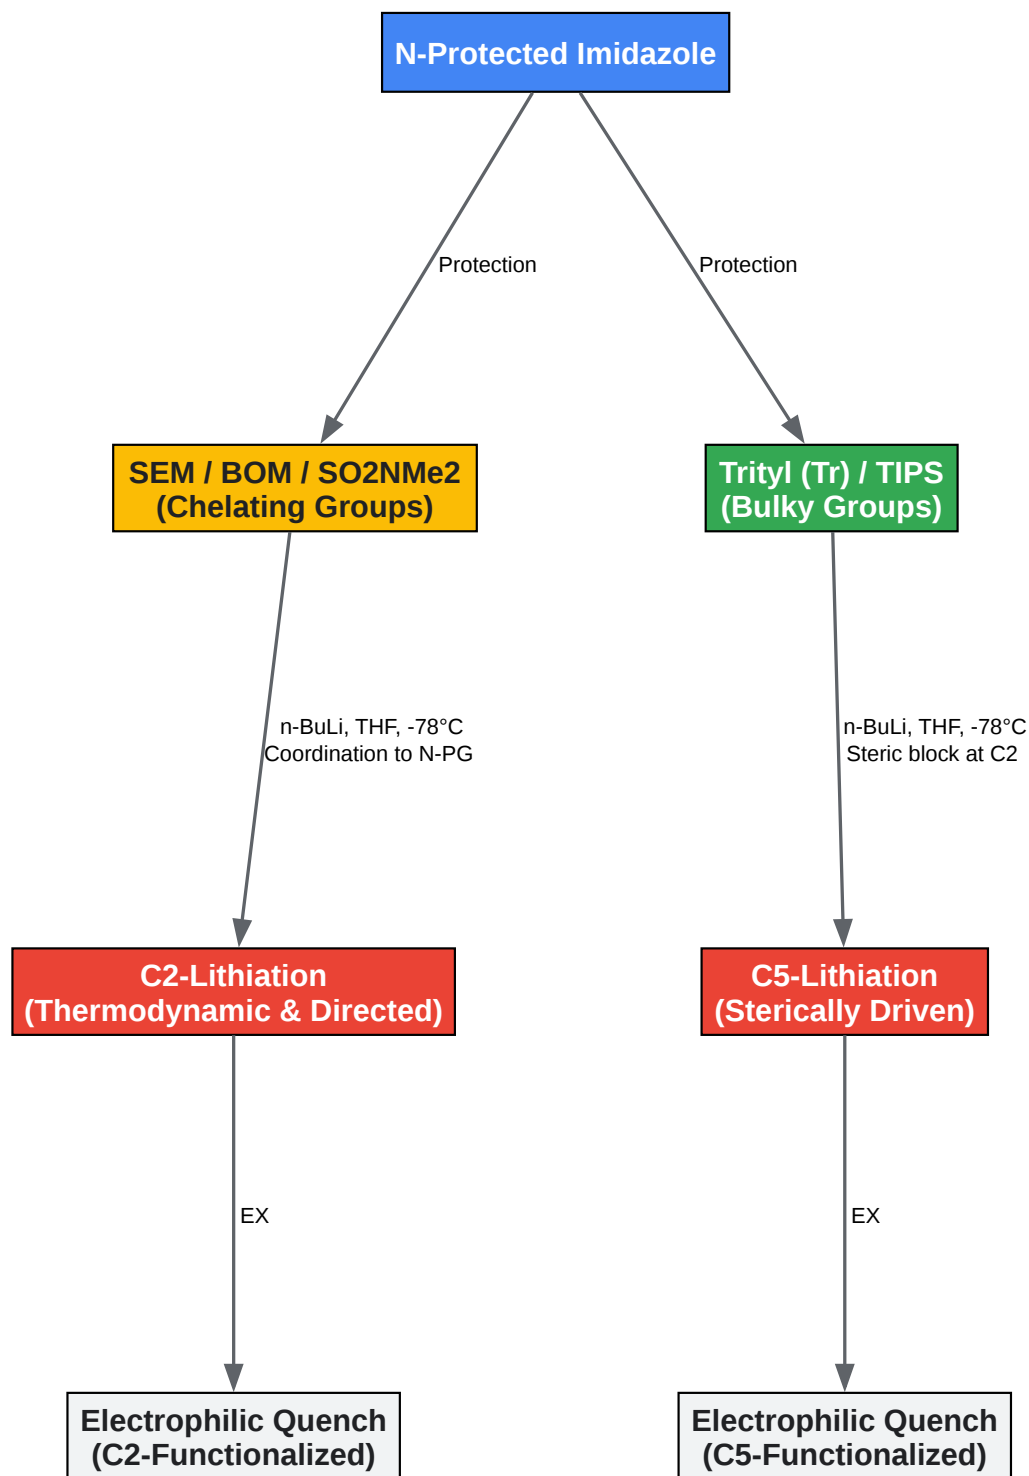 N-Protected Imidazole
Protection
Protection
SEM / BOM / SO2NMe2
(Chelating Groups)
Trityl (Tr) / TIPS
(Bulky Groups)
n-BuLi, THF, -78°C
Coordination to N-PG
n-BuLi, THF, -78°C
Steric block at C2
C2-Lithiation
(Thermodynamic & Directed)
C5-Lithiation
(Sterically Driven)
EX
EX
Electrophilic Quench
(C2-Functionalized)
Electrophilic Quench
(C5-Functionalized)